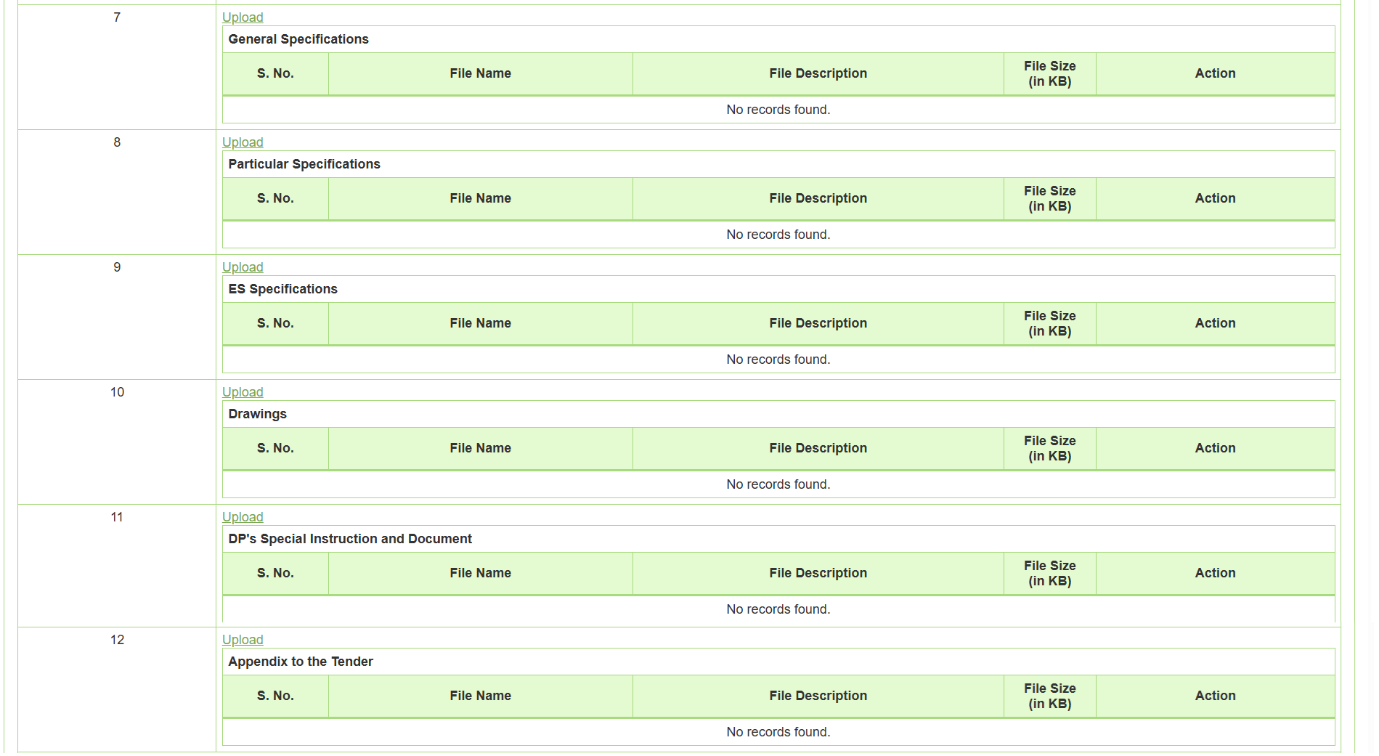 7
Upload
General Specifications
S. No. File Name File Description File Size (in KB) Action
No records found.
8
Upload
Particular Specifications
S. No. File Name File Description File Size (in KB) Action
No records found.
9
Upload
ES Specifications
S. No. File Name File Description File Size (in KB) Action
No records found.
10
Upload
Drawings
S. No. File Name File Description File Size (in KB) Action
No records found.
11
Upload
DP's Special Instruction and Document
S. No. File Name File Description File Size (in KB) Action
No records found.
12
Upload
Appendix to the Tender
S. No. File Name File Description File Size (in KB) Action
No records found.